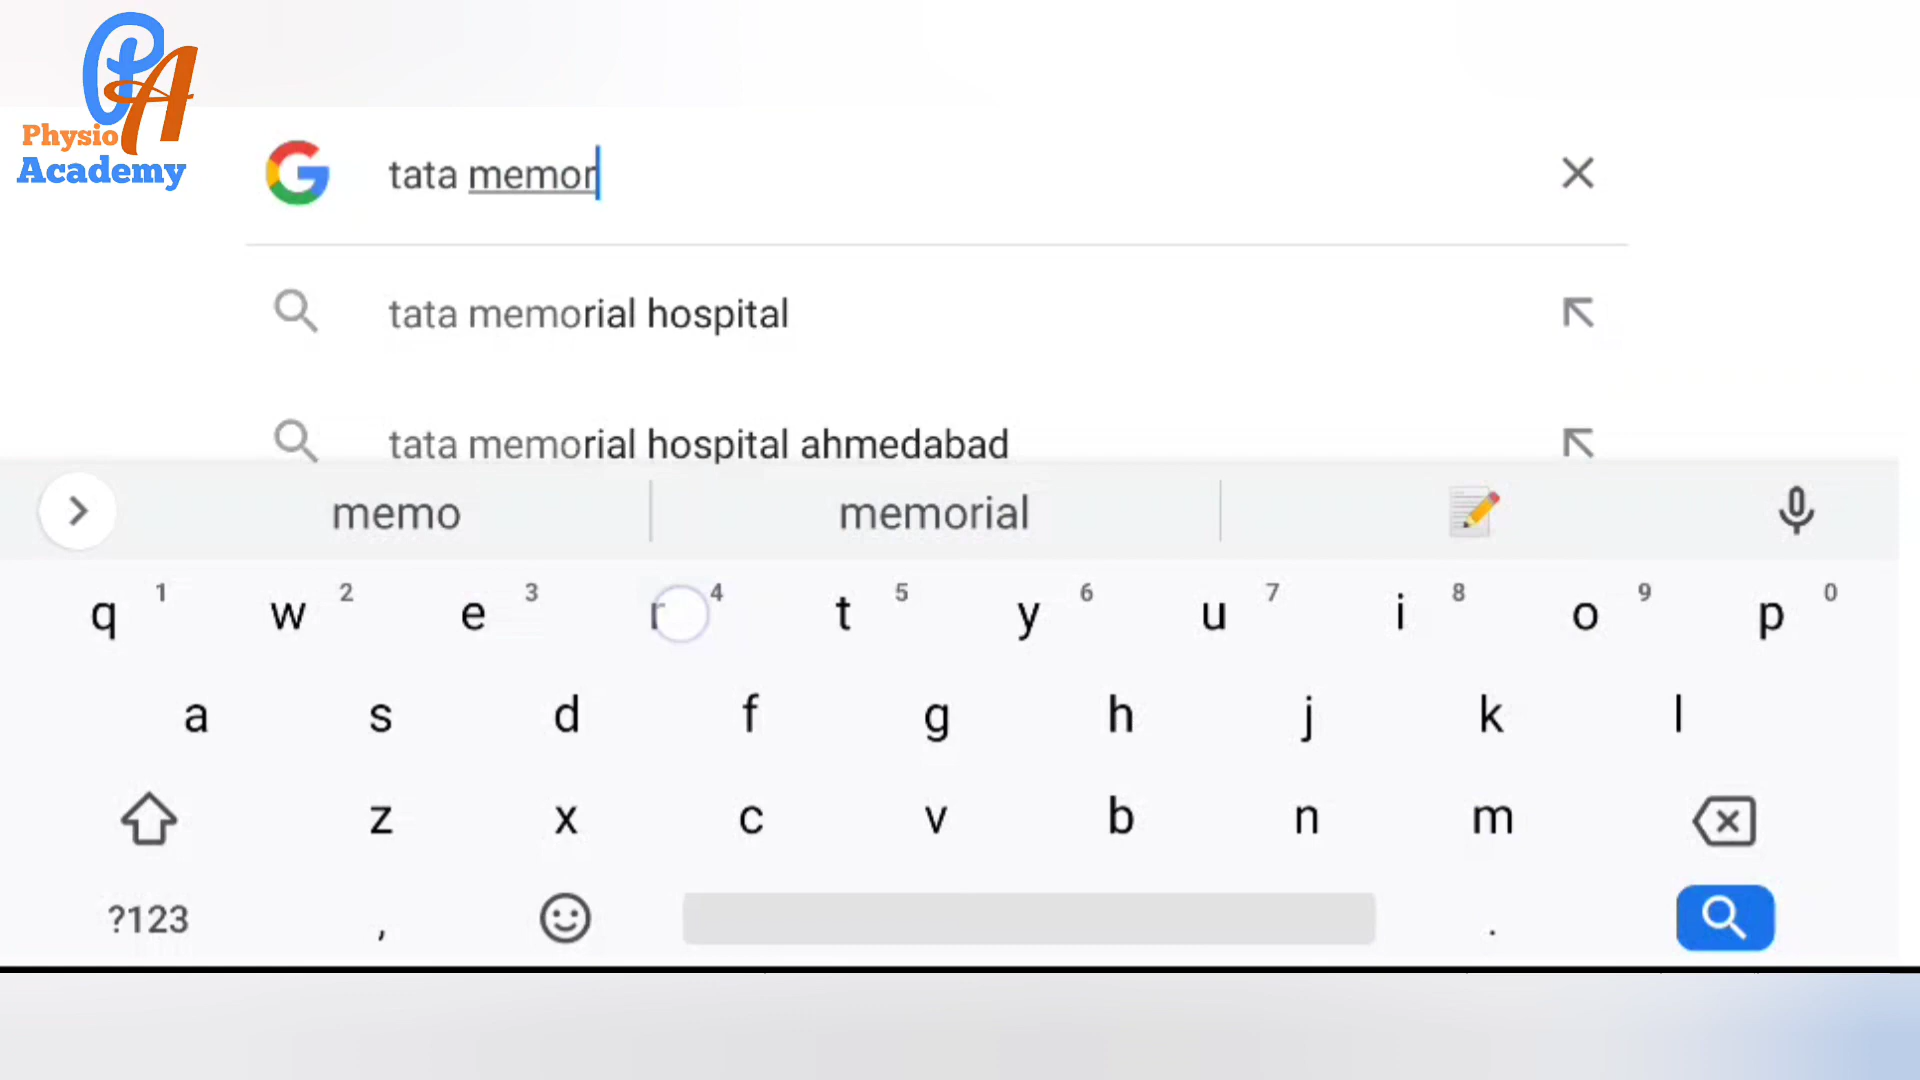 PA
Physio
Academy
tata memor
tata memorial hospital
tata memorial hospital ahmedabad
memo memorial
q 1 w 2 e 3 r 4 t 5 y 6 u 7 i 8 o 9 p 0
a s d f g h j k l
z x c v b n m
?123 , .